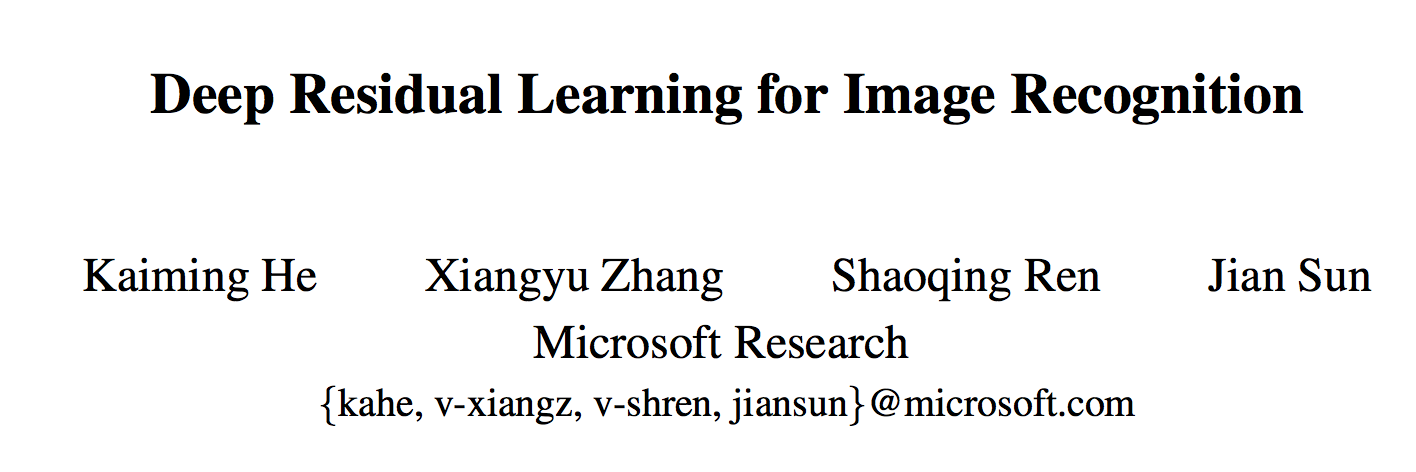 Deep Residual Learning for Image Recognition
Kaiming He Xiangyu Zhang Shaoqing Ren Jian Sun
Microsoft Research
{kahe, v-xiangz, v-shren, jiansun}@microsoft.com